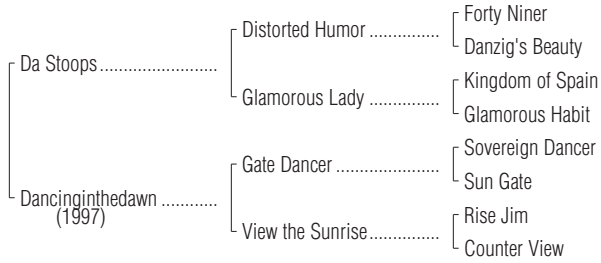 Forty Niner
Distorted Humor ...............
Danzig's Beauty
Da Stoops.........................
Kingdom of Spain
Glamorous Lady ...............
Glamorous Habit
Sovereign Dancer
Gate Dancer ......................
Sun Gate
Dancinginthedawn ............
(1997)
Rise Jim
View the Sunrise...............
Counter View